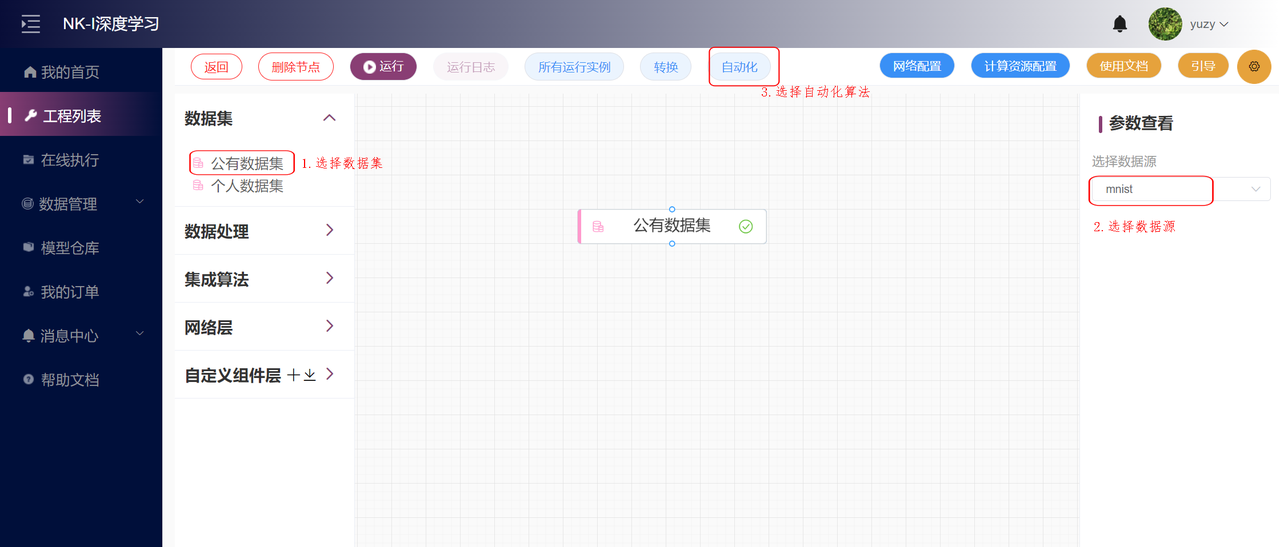 NK-I深度学习
yuzy
我的首页
工程列表
在线执行
数据管理
模型仓库
我的订单
消息中心
帮助文档
返回 删除节点 运行 运行日志 所有运行实例 转换 自动化 网络配置 计算资源配置 使用文档 引导
3.选择自动化算法
数据集
公有数据集 1.选择数据集
个人数据集
数据处理
集成算法
网络层
自定义组件层
公有数据集
参数查看
选择数据源
mnist
2.选择数据源